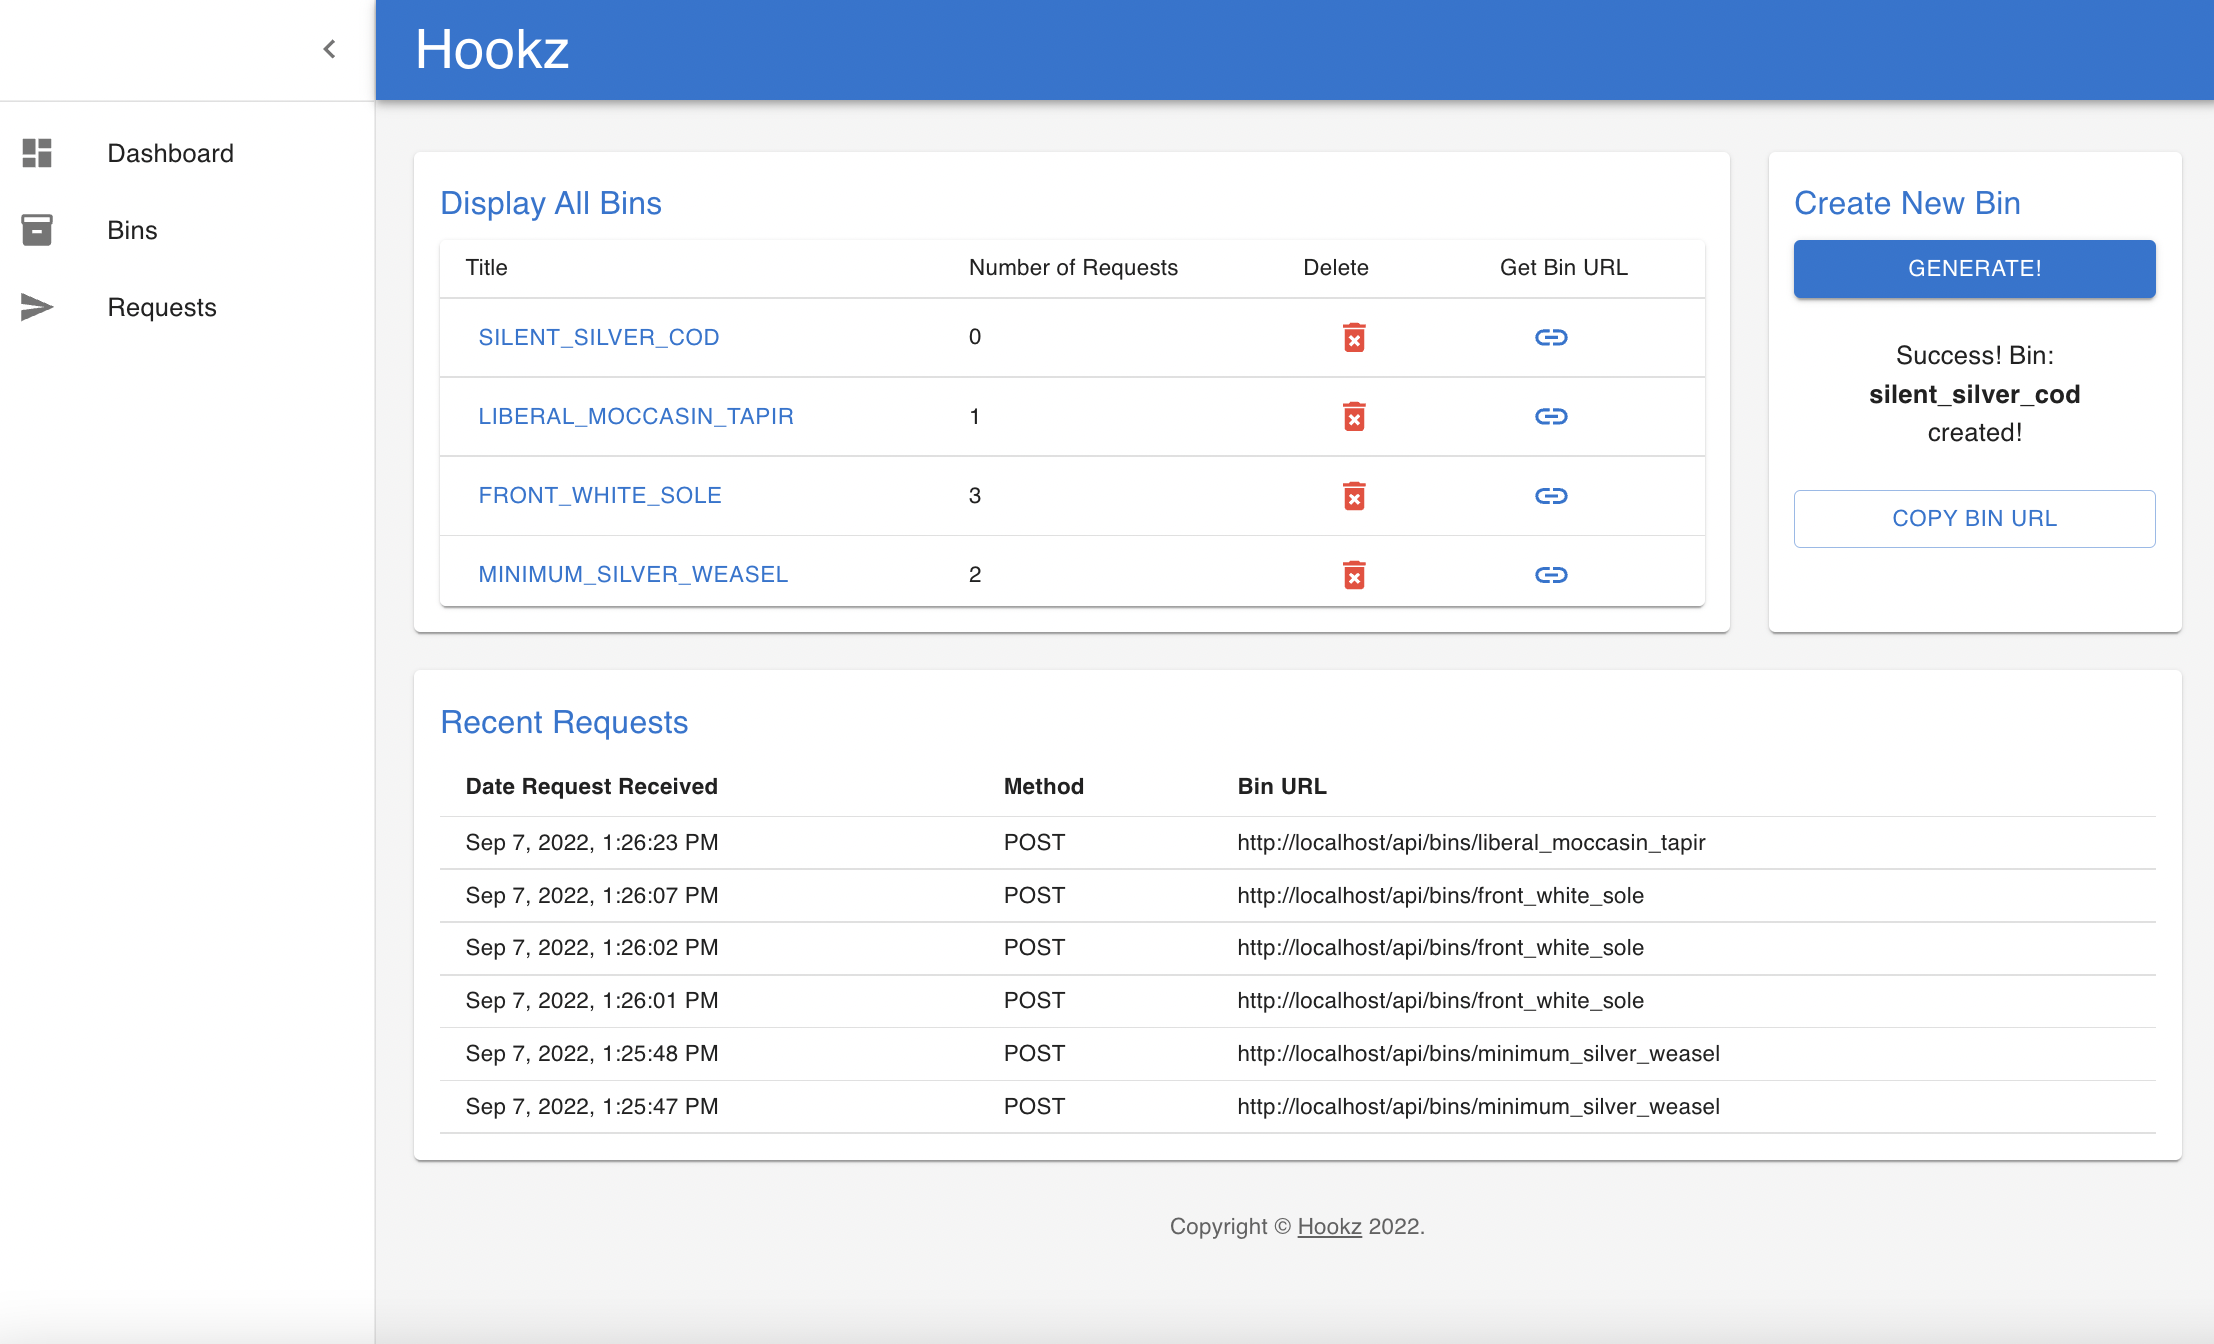 Hookz
Dashboard
Bins
Requests
Display All Bins
Title Number of Requests Delete Get Bin URL
SILENT_SILVER_COD 0
LIBERAL_MOCCASIN_TAPIR 1
FRONT_WHITE_SOLE 3
MINIMUM_SILVER_WEASEL 2
Create New Bin
GENERATE!
Success! Bin:
silent_silver_cod
created!
COPY BIN URL
Recent Requests
Date Request Received Method Bin URL
Sep 7, 2022, 1:26:23 PM POST http://localhost/api/bins/liberal_moccasin_tapir
Sep 7, 2022, 1:26:07 PM POST http://localhost/api/bins/front_white_sole
Sep 7, 2022, 1:26:02 PM POST http://localhost/api/bins/front_white_sole
Sep 7, 2022, 1:26:01 PM POST http://localhost/api/bins/front_white_sole
Sep 7, 2022, 1:25:48 PM POST http://localhost/api/bins/minimum_silver_weasel
Sep 7, 2022, 1:25:47 PM POST http://localhost/api/bins/minimum_silver_weasel
Copyright © Hookz 2022.